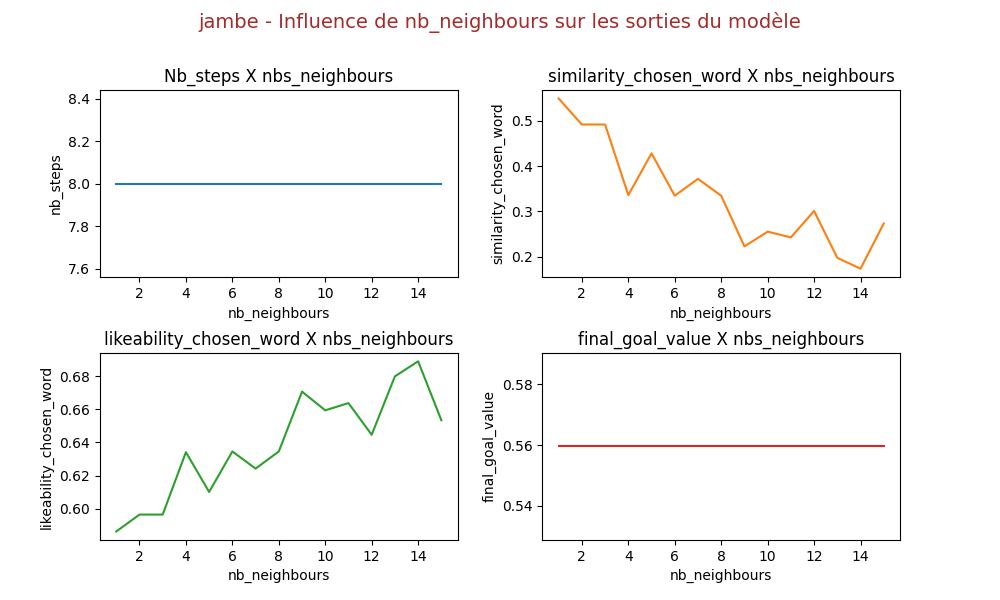 jambe - Influence de nb_neighbours sur les sorties du modèle
Nb_steps X nbs_neighbours
nb_steps
8.4
8.2
8.0
7.8
7.6
2 4 6 8 10 12 14
nb_neighbours
similarity_chosen_word X nbs_neighbours
similarity_chosen_word
0.5
0.4
0.3
0.2
2 4 6 8 10 12 14
nb_neighbours
likeability_chosen_word X nbs_neighbours
likeability_chosen_word
0.68
0.66
0.64
0.62
0.60
2 4 6 8 10 12 14
nb_neighbours
final_goal_value X nbs_neighbours
final_goal_value
0.58
0.56
0.54
2 4 6 8 10 12 14
nb_neighbours